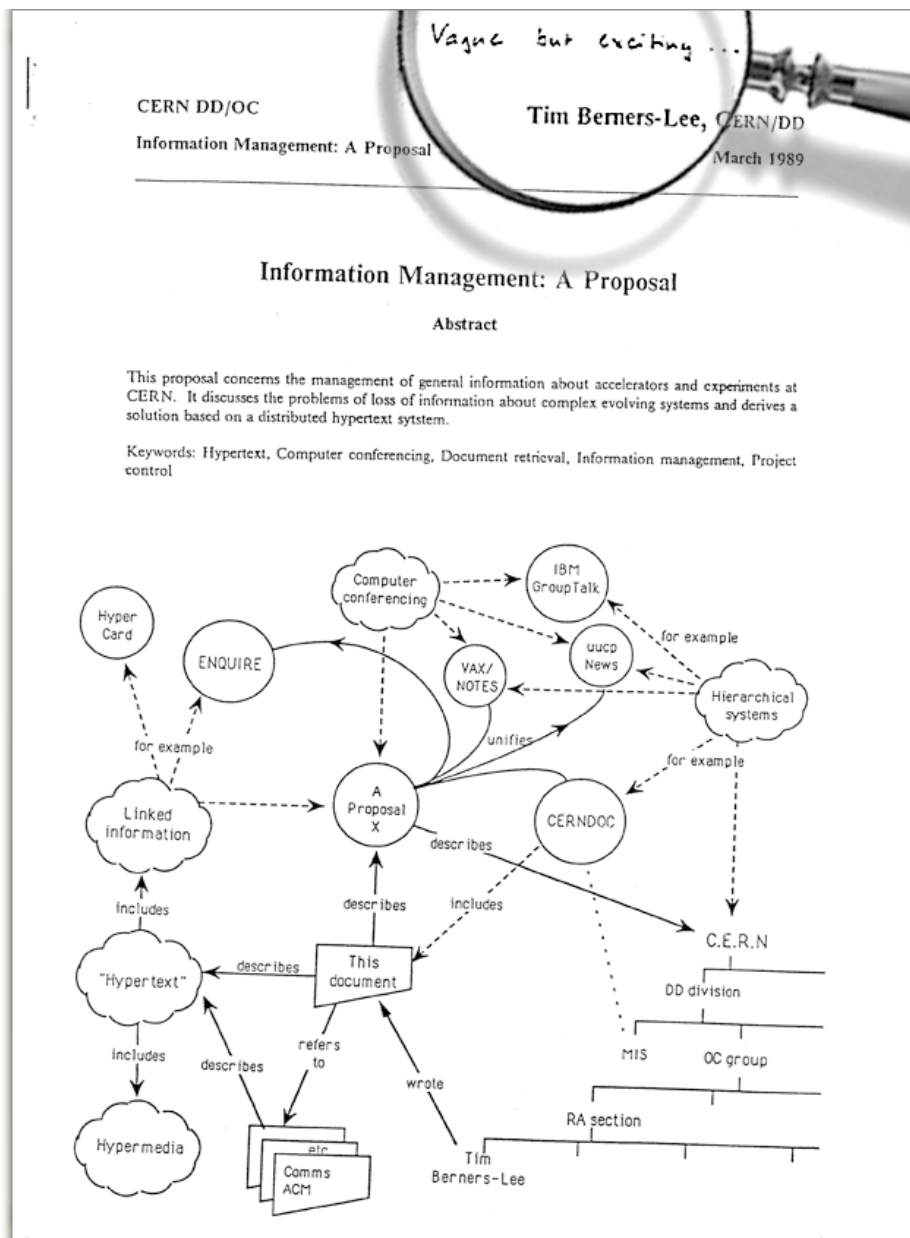 Vague but exciting ...
CERN DD/OC
Tim Berners-Lee, CERN/DD
Information Management: A Proposal
March 1989
Information Management: A Proposal
Abstract
This proposal concerns the management of general information about accelerators and experiments at
CERN. It discusses the problems of loss of information about complex evolving systems and derives a
solution based on a distributed hypertext sytstem.
Keywords: Hypertext, Computer conferencing, Document retrieval, Information management, Project
control
IBM
GroupTalk
Computer
conferencing
Hyper
Card
for example
uucp
News
ENQUIRE
VAX/
NOTES
Hierarchical
systems
unifies
for example
for example
A
Proposal
X
Linked
information
CERNDOC
describes
includes
describes
includes
C.E.R.N
This
document
describes
"Hypertext"
DD division
refers
to
includes
describes
MIS
OC group
wrote
RA section
Hypermedia
etc
Comms
ACM
Tim
Berners-Lee